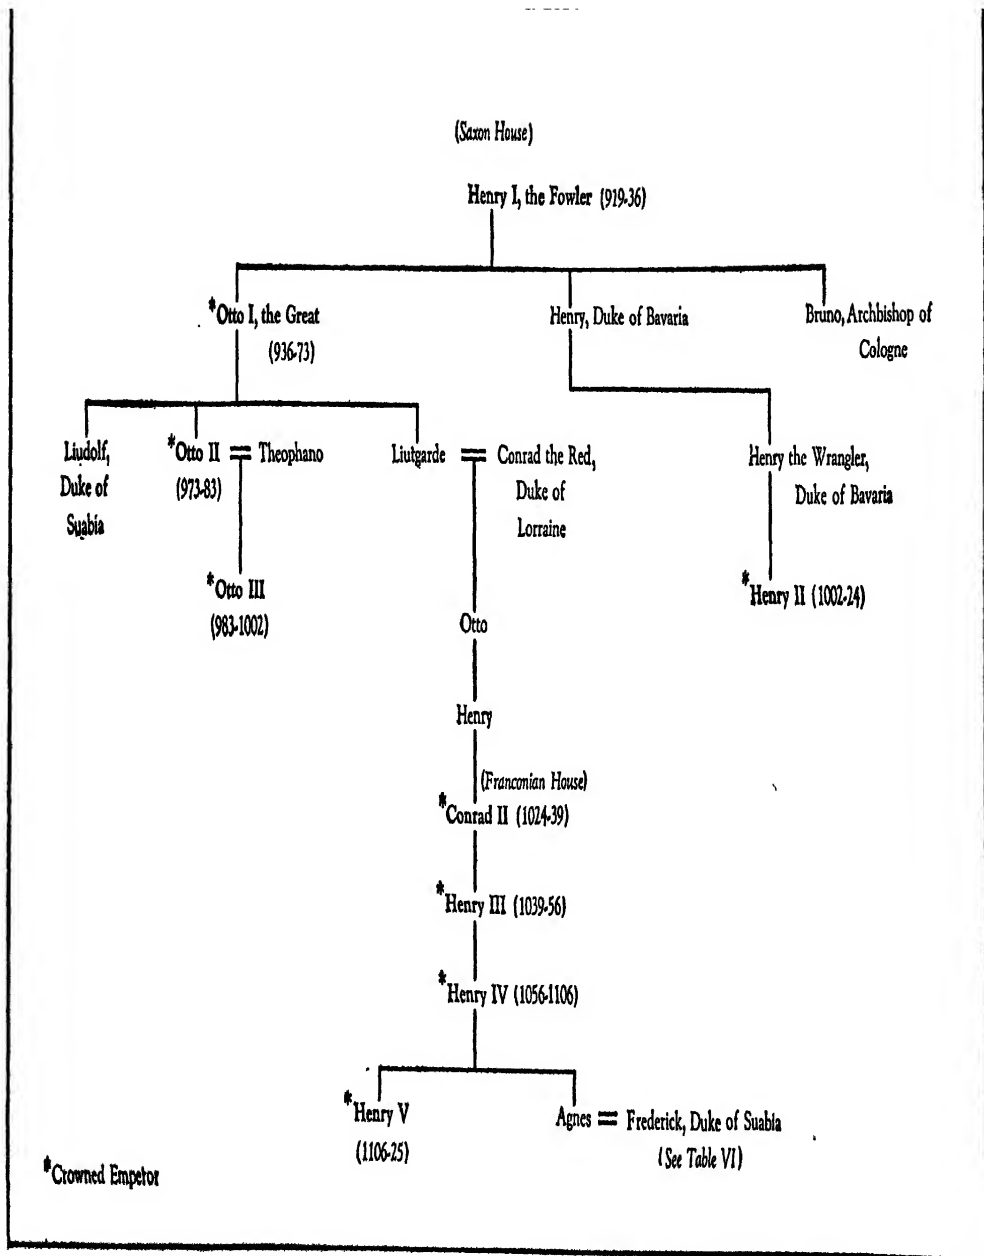 (Saxon House)
Henry I, the Fowler (919-36)
*Otto I, the Great
(936-73)
Henry, Duke of Bavaria
Bruno, Archbishop of
Cologne
Liudolf,
Duke of
Suabia
*Otto II = Theophano
(973-83)
Liutgarde = Conrad the Red,
Duke of
Lorraine
Henry the Wrangler,
Duke of Bavaria
*Otto III
(983-1002)
*Henry II (1002-24)
Otto
Henry
(Franconian House)
*Conrad II (1024-39)
*Henry III (1039-56)
*Henry IV (1056-1106)
*Henry V
(1106-25)
Agnes = Frederick, Duke of Suabia
(See Table VI)
*Crowned Emperor